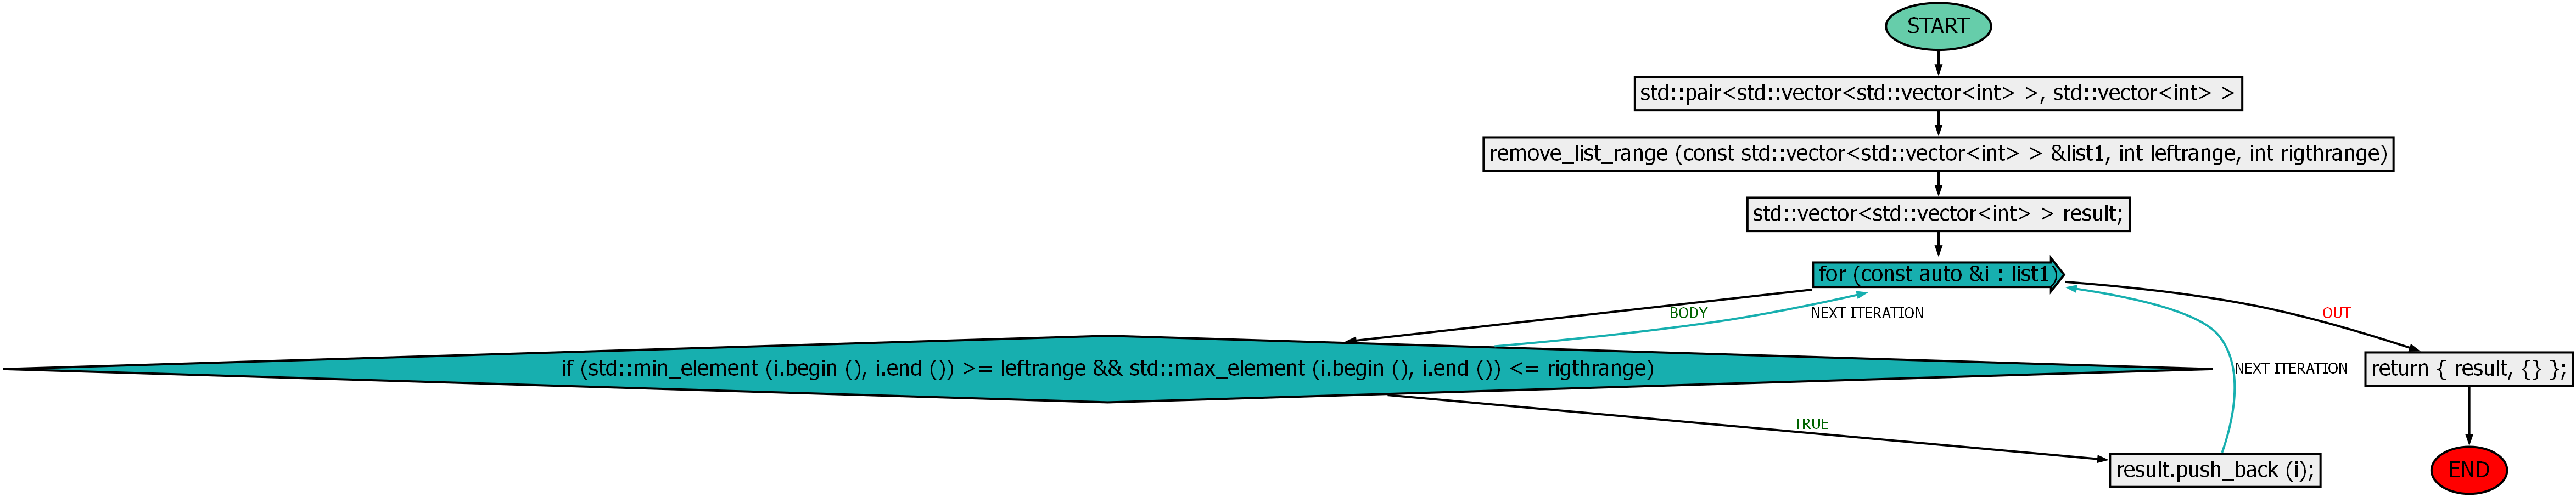 START
std::pair<std::vector<std::vector<int> >, std::vector<int> >
remove_list_range (const std::vector<std::vector<int> > &list1, int leftrange, int rigthrange)
std::vector<std::vector<int> > result;
for (const auto &i : list1)
BODY
NEXT ITERATION
OUT
if (std::min_element (i.begin (), i.end ()) >= leftrange && std::max_element (i.begin (), i.end ()) <= rigthrange)
NEXT ITERATION
return { result, {} };
TRUE
result.push_back (i);
END